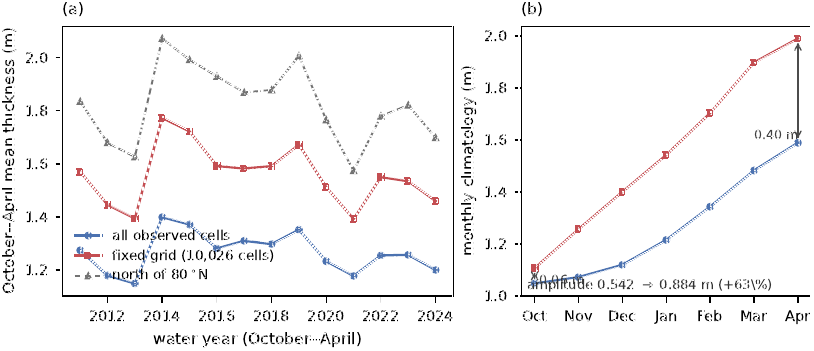 (a)
October--April mean thickness (m)
2.0
1.8
1.5
1.4
1.2
all observed cells
fixed grid (10,026 cells)
north of 80°N
2012 2014 2016 2018 2020 2022 2024
water year (October--April)
(b)
monthly climatology (m)
2.0
1.8
1.6
1.4
1.2
1.0
0.40 m
0.06 m
amplitude 0.542 → 0.884 m (+63\%)
Oct Nov Dec Jan Feb Mar Apr